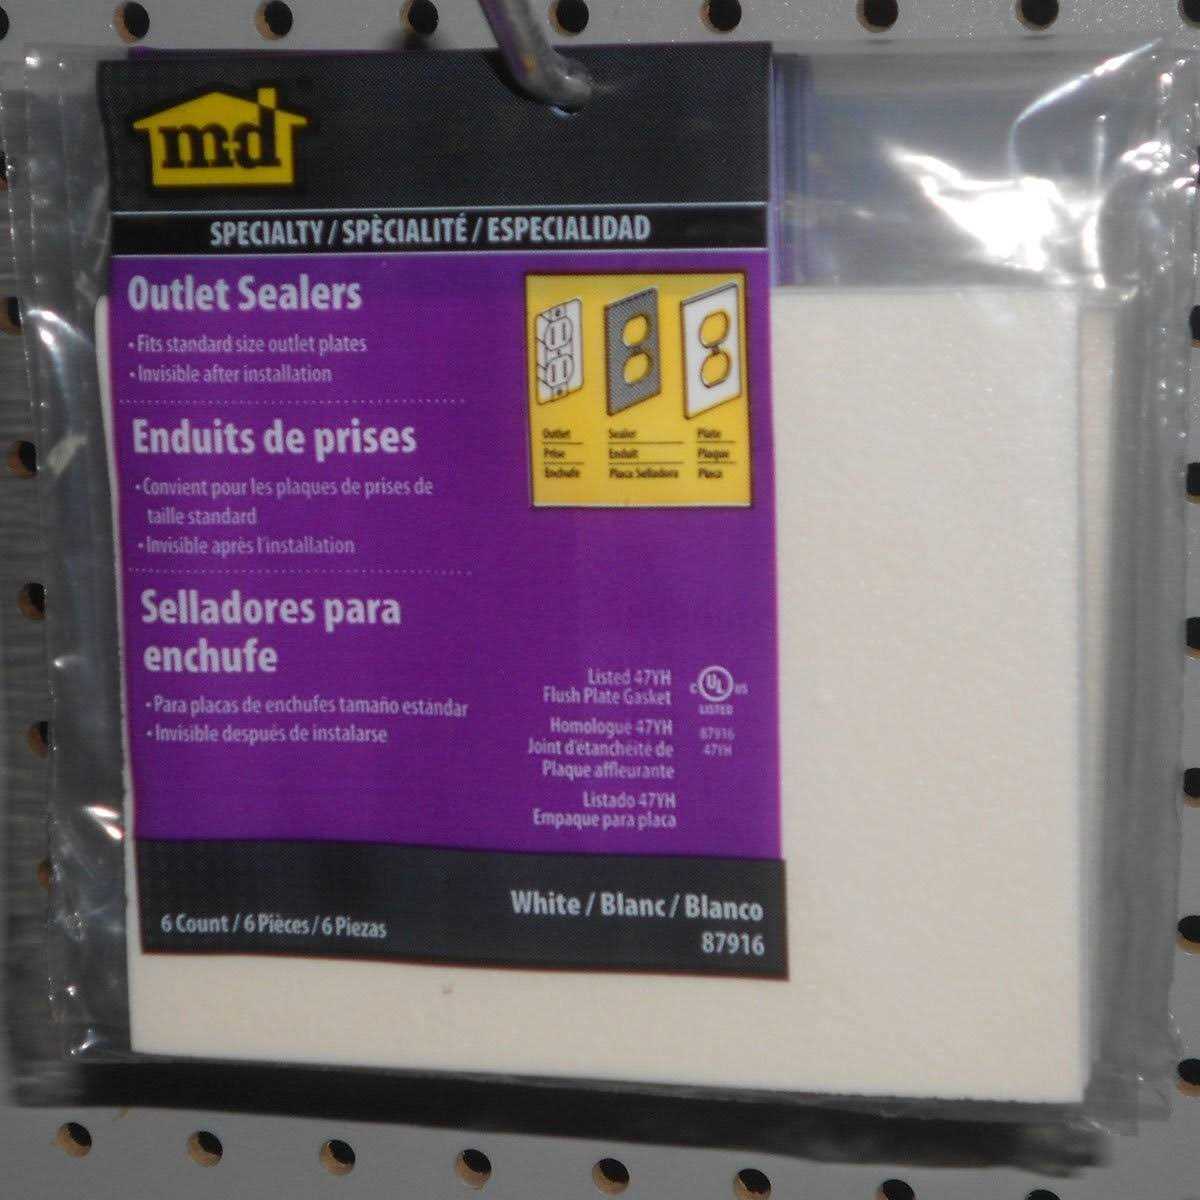 m-d
SPECIALTY / SPÈCIALITÉ / ESPECIALIDAD
Outlet Sealers
• Fits standard size outlet plates
• Invisible after installation
Outlet Sealer Plate
Prise Enduit Plaque
Enchufe Placa Selladora Placa
Enduits de prises
• Convient pour les plaques de prises de
taille standard
• Invisible après l'installation
Selladores para
enchufe
• Para placas de enchufes tamaño estándar
• Invisible después de instalarse
Listed 47YH
Flush Plate Gasket
Homologué 47YH
Joint d'étanchéité de
Plaque affleurante
Listado 47YH
Empaque para placa
C UL US
LISTED
87916
47YH
6 Count / 6 Pièces / 6 Piezas
White / Blanc / Blanco
87916